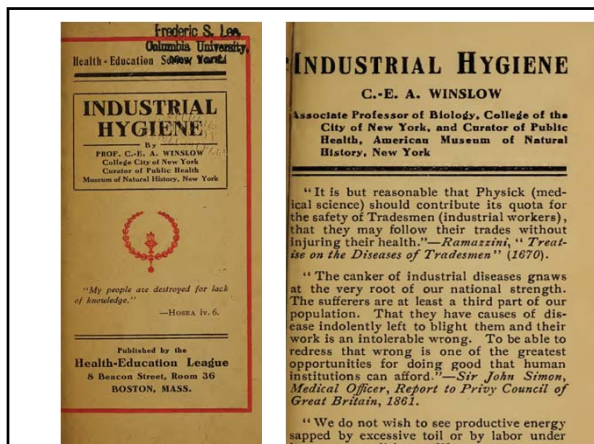 Frederic S. Lee,
Columbia University,
New York.
Health-Education
INDUSTRIAL
HYGIENE
By
PROF. C.-E. A. WINSLOW
College City of New York
Curator of Public Health
Museum of Natural History, New York
"My people are destroyed for lack
of knowledge."
—HOSEA iv. 6.
Published by the
Health-Education League
8 Beacon Street, Room 36
BOSTON, MASS.
INDUSTRIAL HYGIENE
C.-E. A. WINSLOW
Associate Professor of Biology, College of the
City of New York, and Curator of Public
Health, American Museum of Natural
History, New York
"It is but reasonable that Physick (med-
ical science) should contribute its quota for
the safety of Tradesmen (industrial workers),
that they may follow their trades without
injuring their health."—Ramazzini, "Treat-
ise on the Diseases of Tradesmen" (1670).
"The canker of industrial diseases gnaws
at the very root of our national strength.
The sufferers are at least a third part of our
population. That they have causes of dis-
ease indolently left to blight them and their
work is an intolerable wrong. To be able to
redress that wrong is one of the greatest
opportunities for doing good that human
institutions can afford."—Sir John Simon,
Medical Officer, Report to Privy Council of
Great Britain, 1861.
"We do not wish to see productive energy
sapped by excessive toil or by labor under